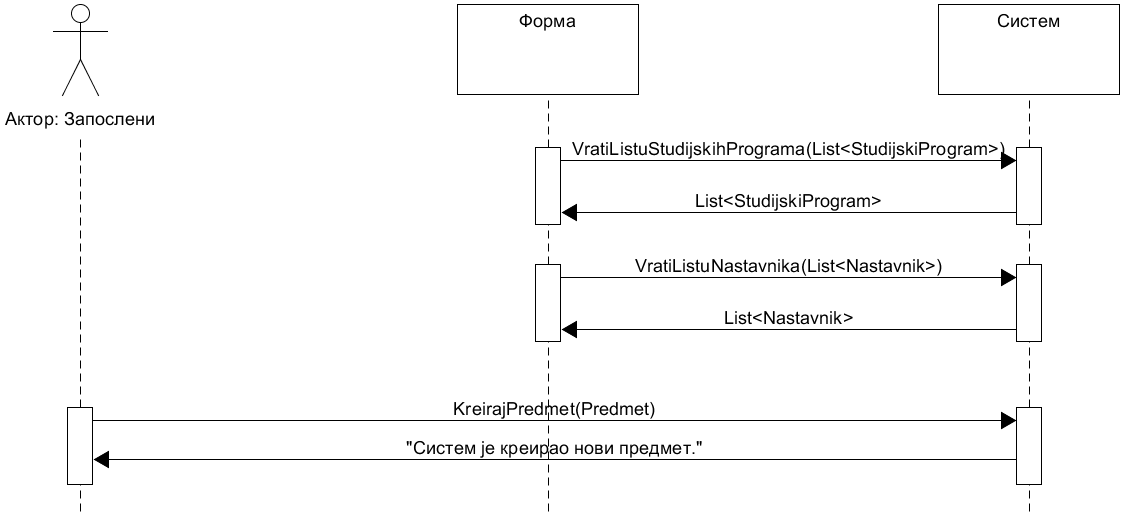 Форма
Систем
Актор: Запослени
VratiListuStudijskihPrograma(List<StudijskiProgram>)
List<StudijskiProgram>
VratiListuNastavnika(List<Nastavnik>)
List<Nastavnik>
KreirajPredmet(Predmet)
"Систем је креирао нови предмет."